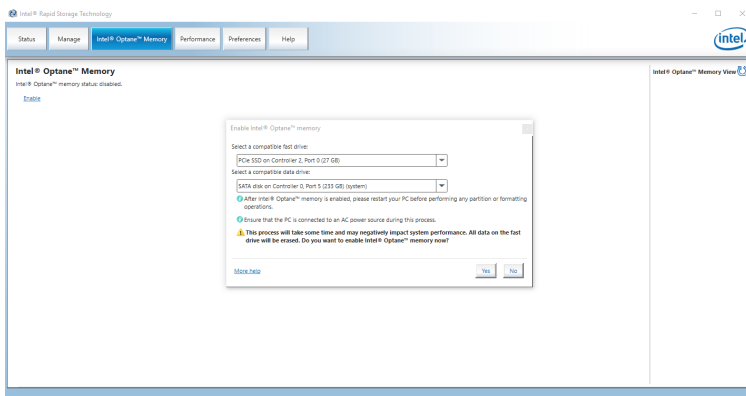 Intel® Rapid Storage Technology
Status
Manage
Intel® Optane™ Memory
Performance
Preferences
Help
intel
Intel® Optane™ Memory
Intel® Optane™ memory status: disabled.
Enable
Intel® Optane™ Memory View
Enable Intel® Optane™ memory
Select a compatible fast drive:
PCIe SSD on Controller 2, Port 0 (27 GB)
Select a compatible data drive:
SATA disk on Controller 0, Port 5 (233 GB) (system)
After Intel® Optane™ memory is enabled, please restart your PC before performing any partition or formatting
operations.
Ensure that the PC is connected to an AC power source during this process.
This process will take some time and may negatively impact system performance. All data on the fast
drive will be erased. Do you want to enable Intel® Optane™ memory now?
More help
Yes
No